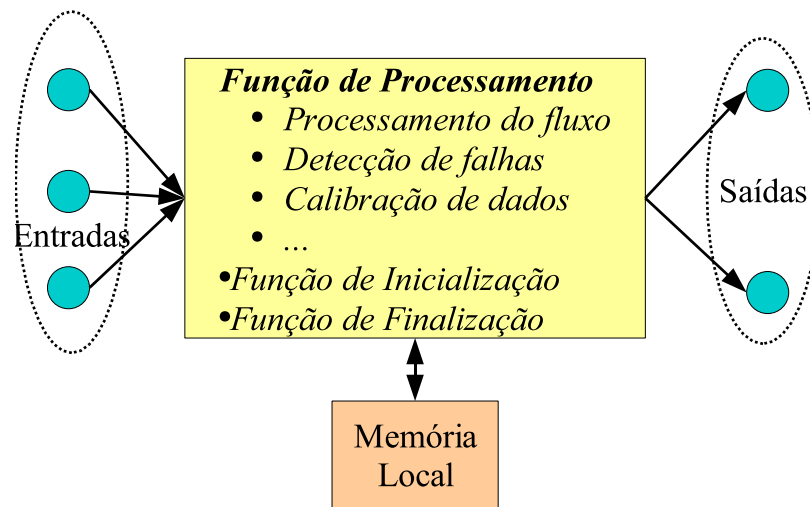 Função de Processamento
• Processamento do fluxo
• Detecção de falhas
• Calibração de dados
• ...
•Função de Inicialização
•Função de Finalização
Entradas
Saídas
Memória
Local